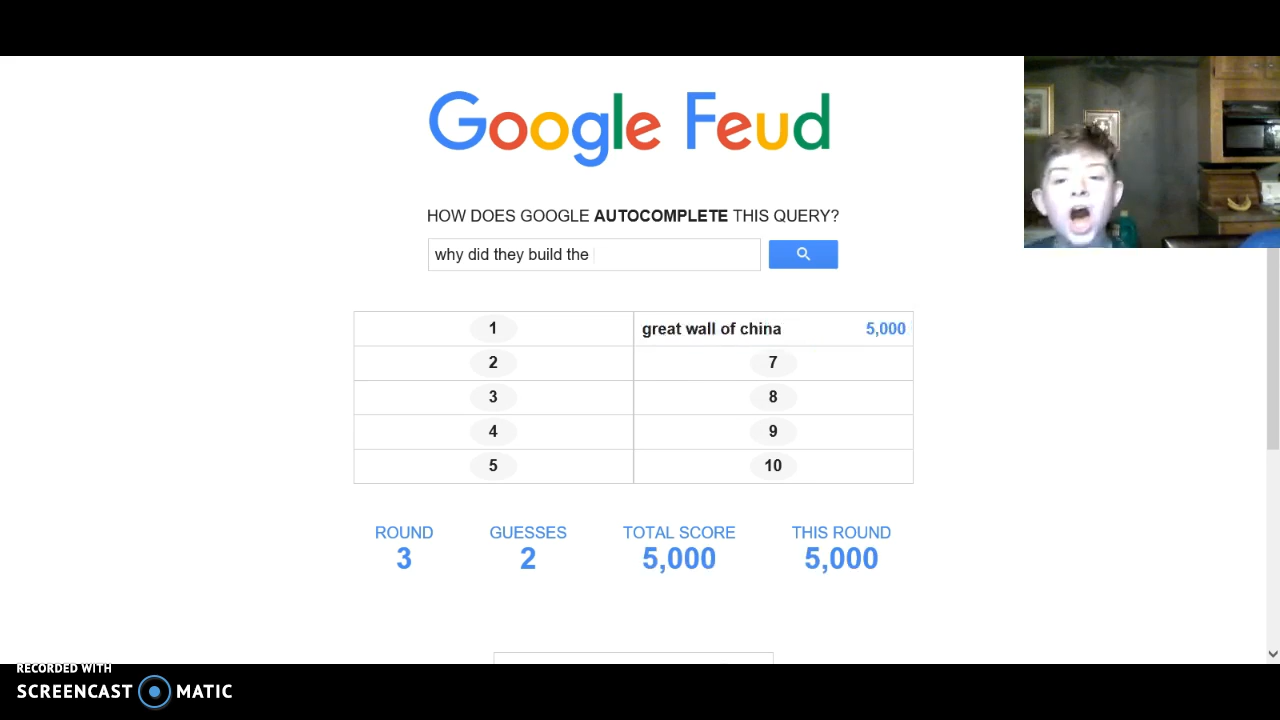 Google Feud
HOW DOES GOOGLE AUTOCOMPLETE THIS QUERY?
why did they build the
1 great wall of china 5,000
2 7
3 8
4 9
5 10
ROUND GUESSES TOTAL SCORE THIS ROUND
3 2 5,000 5,000
RECORDED WITH
SCREENCAST MATIC